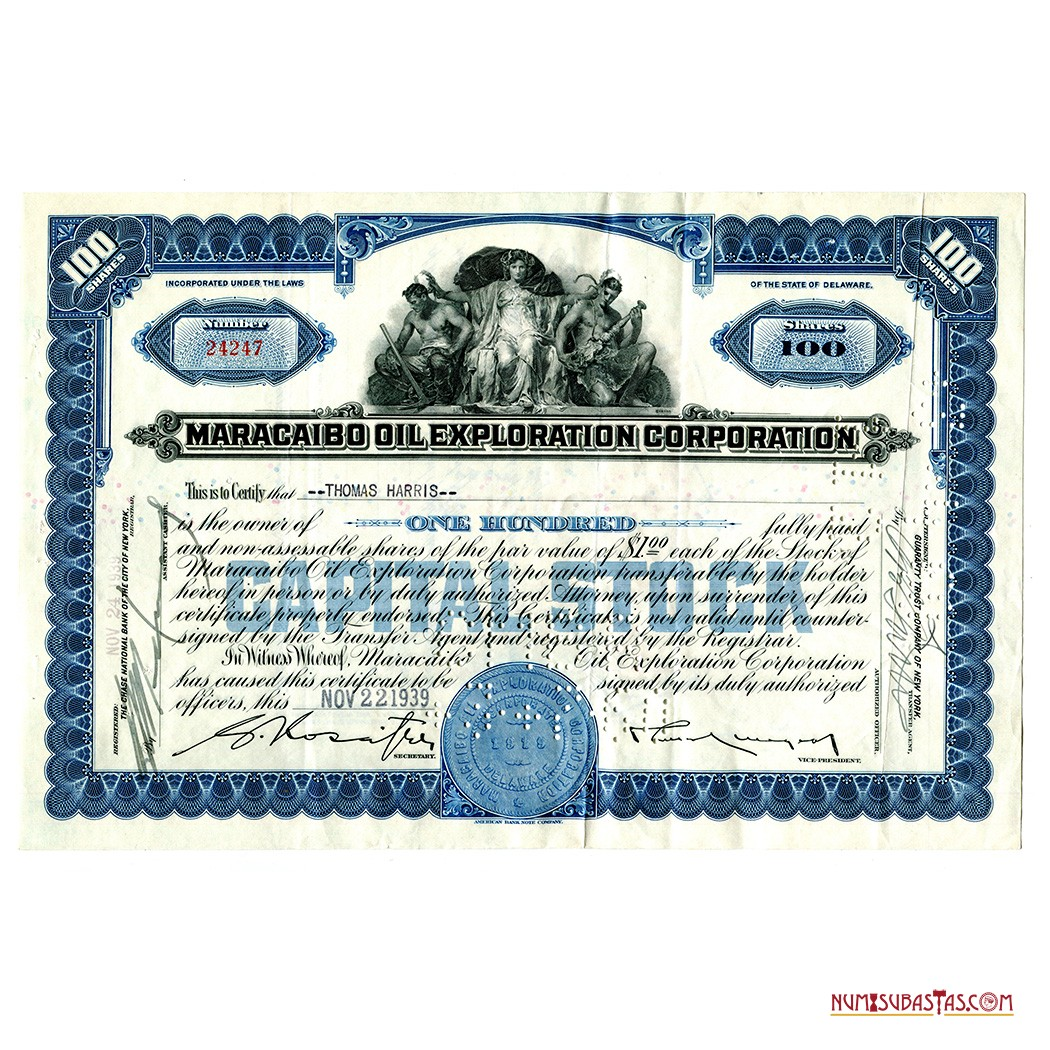 100
SHARES
100
SHARES
INCORPORATED UNDER THE LAWS
OF THE STATE OF DELAWARE.
Number
24247
Shares
100
MARACAIBO OIL EXPLORATION CORPORATION
This is to Certify that --THOMAS HARRIS--
is the owner of ONE HUNDRED fully paid
and non-assessable shares of the par value of $1.00 each of the Stock of
Maracaibo Oil Exploration Corporation transferable by the holder
hereof in person or by duly authorized Attorney, upon surrender of this
certificate properly endorsed. This Certificate is not valid until counter-
signed by the Transfer Agent and registered by the Registrar.
In Witness Whereof, Maracaibo Oil Exploration Corporation
has caused this certificate to be signed by its duly authorized
officers, this NOV 22 1939
CAPITAL STOCK
SECRETARY.
VICE-PRESIDENT.
MARACAIBO OIL EXPLORATION CORPORATION
1919
DELAWARE
AMERICAN BANK NOTE COMPANY.
REGISTERED:
THE CHASE NATIONAL BANK OF THE CITY OF NEW YORK,
REGISTRAR,
By
ASSISTANT CASHIER.
NOV 24
COUNTERSIGNED:
GUARANTY TRUST COMPANY OF NEW YORK,
TRANSFER AGENT,
AUTHORIZED OFFICER.
NUMISUBASTAS.COM